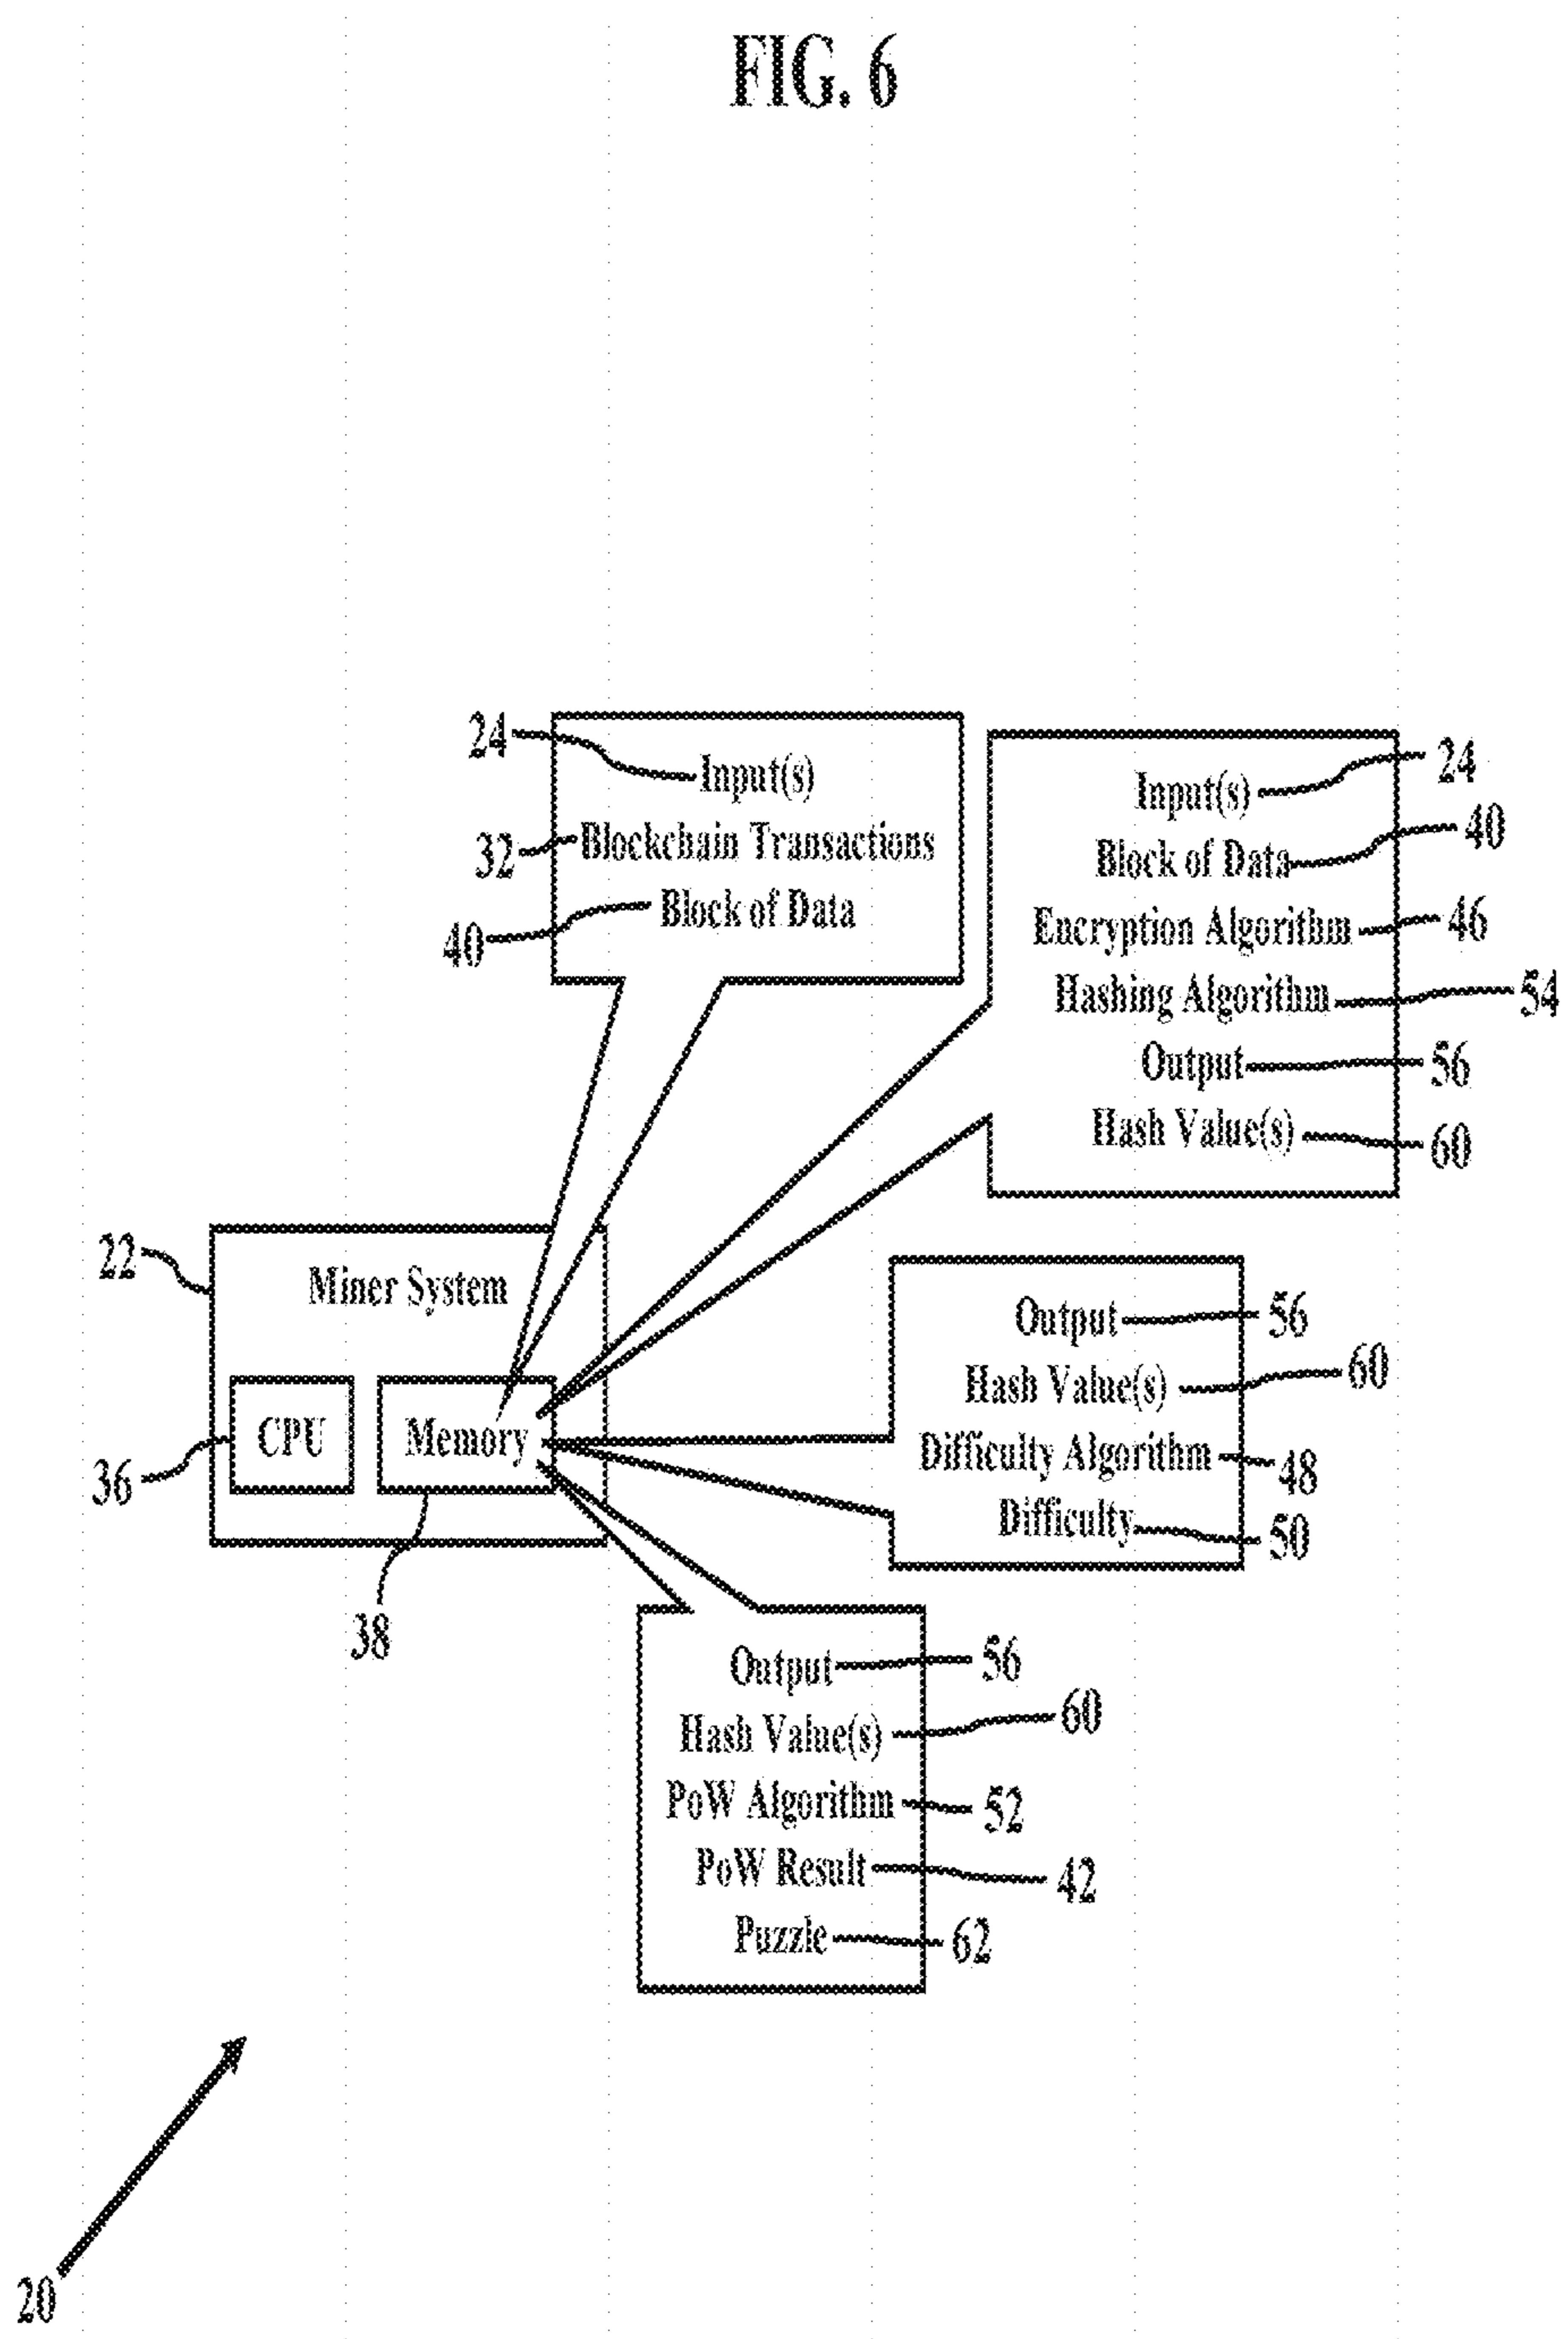 FIG. 6
24
Input(s)
32 Blockchain Transactions
40 Block of Data
Input(s) 24
Block of Data 40
Encryption Algorithm 46
Hashing Algorithm 54
Output 56
Hash Value(s) 60
22
Miner System
36
CPU
Memory
38
Output 56
Hash Value(s) 60
Difficulty Algorithm 48
Difficulty 50
Output 56
Hash Value(s) 60
PoW Algorithm 52
PoW Result 42
Puzzle 62
20